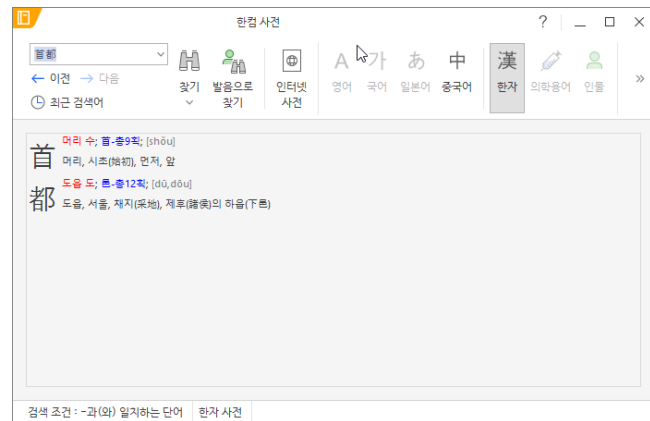 한컴 사전
?
首都
이전 다음
최근 검색어
찾기
발음으로
찾기
인터넷
사전
A
영어
가
국어
あ
일본어
中
중국어
漢
한자
의학용어
인물
»
首 머리 수; 首-총9획; [shǒu]
머리, 시초(始初), 먼저, 앞
都 도읍 도; 邑-총12획; [dū,dōu]
도읍, 서울, 채지(采地), 제후(諸侯)의 하읍(下邑)
검색 조건 : -과(와) 일치하는 단어 한자 사전